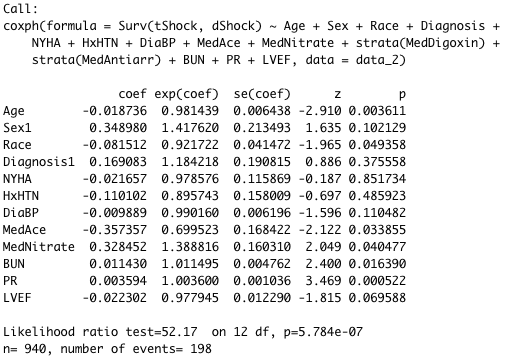 Call:
coxph(formula = Surv(tShock, dShock) ~ Age + Sex + Race + Diagnosis +
    NYHA + HxHTN + DiaBP + MedAce + MedNitrate + strata(MedDigoxin) +
    strata(MedAntiarr) + BUN + PR + LVEF, data = data_2)
coef exp(coef) se(coef) z p
Age -0.018736 0.981439 0.006438 -2.910 0.003611
Sex1 0.348980 1.417620 0.213493 1.635 0.102129
Race -0.081512 0.921722 0.041472 -1.965 0.049358
Diagnosis1 0.169083 1.184218 0.190815 0.886 0.375558
NYHA -0.021657 0.978576 0.115869 -0.187 0.851734
HxHTN -0.110102 0.895743 0.158009 -0.697 0.485923
DiaBP -0.009889 0.990160 0.006196 -1.596 0.110482
MedAce -0.357357 0.699523 0.168422 -2.122 0.033855
MedNitrate 0.328452 1.388816 0.160310 2.049 0.040477
BUN 0.011430 1.011495 0.004762 2.400 0.016390
PR 0.003594 1.003600 0.001036 3.469 0.000522
LVEF -0.022302 0.977945 0.012290 -1.815 0.069588
Likelihood ratio test=52.17 on 12 df, p=5.784e-07
n= 940, number of events= 198